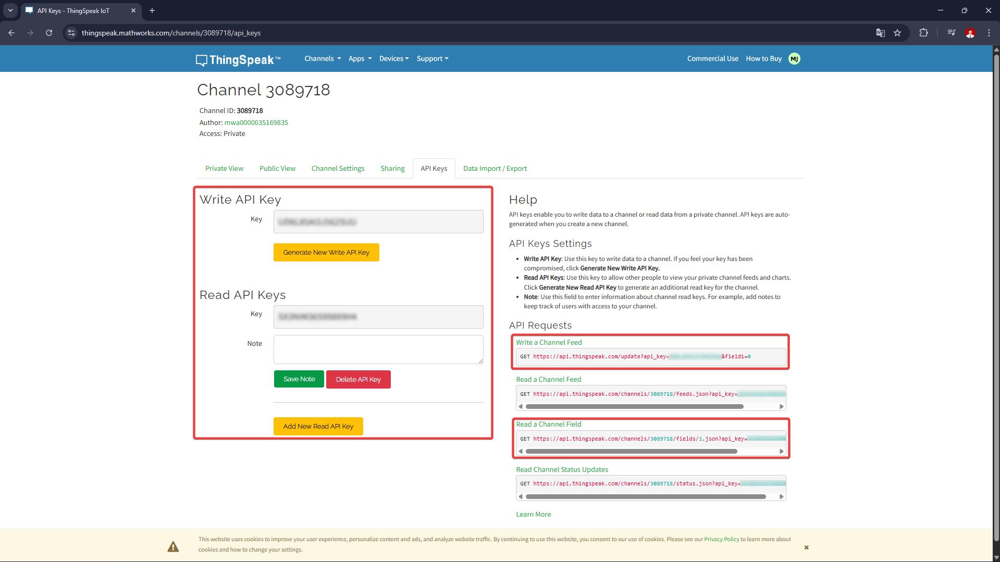 API Keys - ThingSpeak IoT
thingspeak.mathworks.com/channels/3089718/api_keys
ThingSpeak™
Channels
Apps
Devices
Support
Commercial Use
How to Buy
MJ
Channel 3089718
Channel ID: 3089718
Author: mwa0000035169835
Access: Private
Private View
Public View
Channel Settings
Sharing
API Keys
Data Import / Export
Write API Key
Key
Generate New Write API Key
Read API Keys
Key
Note
Save Note
Delete API Key
Add New Read API Key
Help
API keys enable you to write data to a channel or read data from a private channel. API keys are auto-
generated when you create a new channel.
API Keys Settings
• Write API Key: Use this key to write data to a channel. If you feel your key has been
compromised, click Generate New Write API Key.
• Read API Keys: Use this key to allow other people to view your private channel feeds and charts.
Click Generate New Read API Key to generate an additional read key for the channel.
• Note: Use this field to enter information about channel read keys. For example, add notes to
keep track of users with access to your channel.
API Requests
Write a Channel Feed
GET https://api.thingspeak.com/update?api_key= &field1=0
Read a Channel Feed
GET https://api.thingspeak.com/channels/3089718/feeds.json?api_key=
Read a Channel Field
GET https://api.thingspeak.com/channels/3089718/fields/1.json?api_key=
Read Channel Status Updates
GET https://api.thingspeak.com/channels/3089718/status.json?api_key=
Learn More
This website uses cookies to improve your user experience, personalize content and ads, and analyze website traffic. By continuing to use this website, you consent to our use of cookies. Please see our Privacy Policy to learn more about
cookies and how to change your settings.